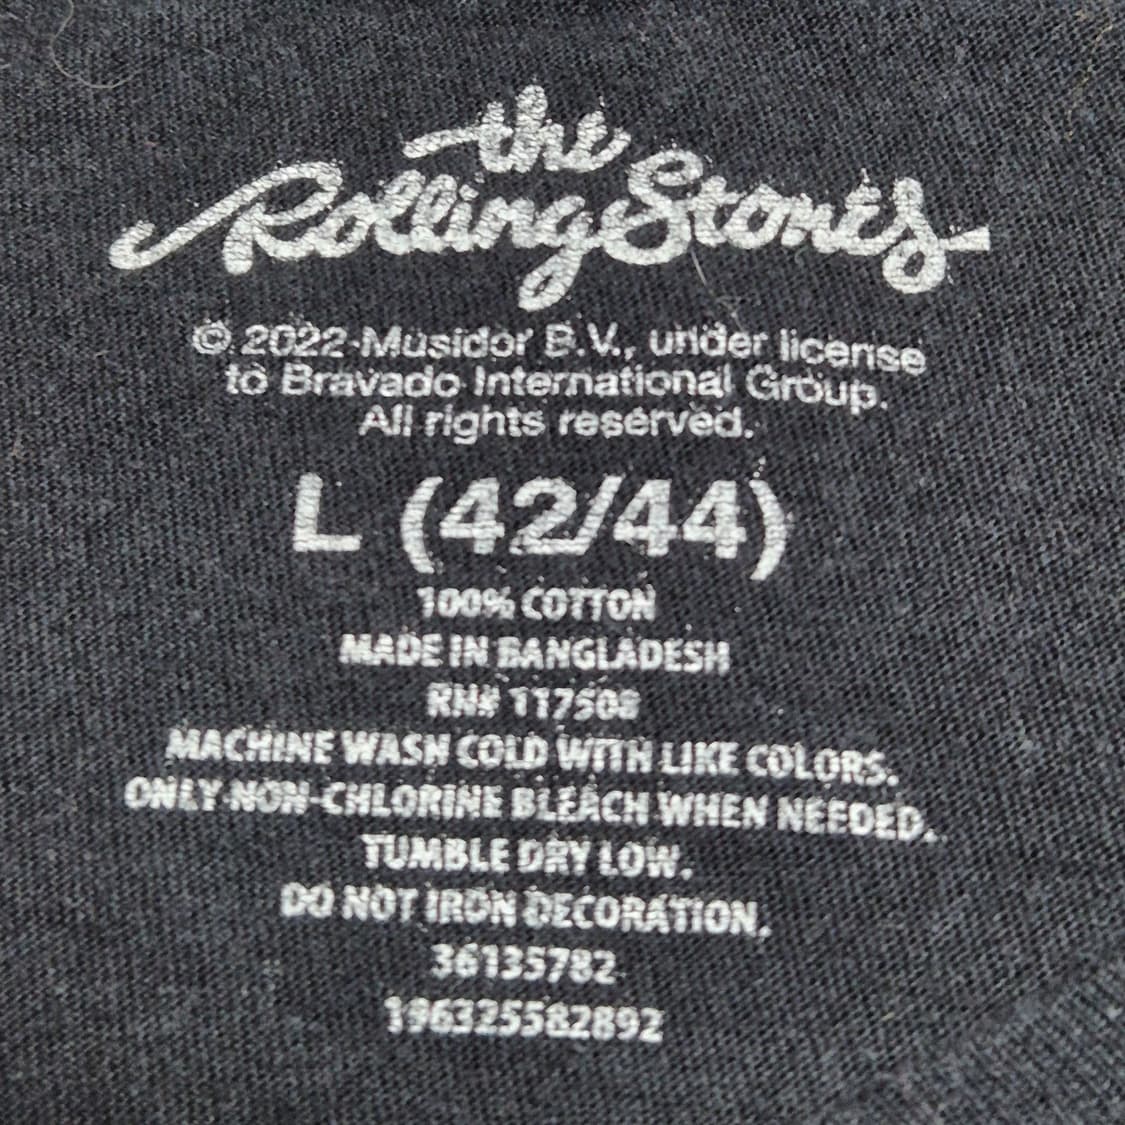 the
Rolling Stones
© 2022 Musidor B.V., under license
to Bravado International Group.
All rights reserved.
L (42/44)
100% COTTON
MADE IN BANGLADESH
RN# 117508
MACHINE WASH COLD WITH LIKE COLORS.
ONLY NON-CHLORINE BLEACH WHEN NEEDED.
TUMBLE DRY LOW.
DO NOT IRON DECORATION.
36135782
196325582892